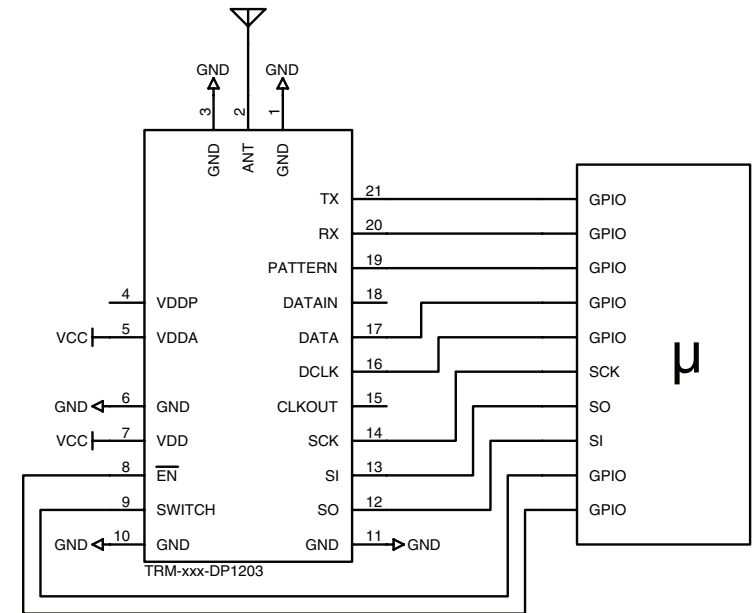 GND GND
3 2 1
GND ANT GND
TX 21 GPIO
RX 20 GPIO
PATTERN 19 GPIO
4 VDDP DATAIN 18 GPIO
VCC 5 VDDA DATA 17 GPIO
DCLK 16 SCK
GND 6 GND CLKOUT 15 SO
VCC 7 VDD SCK 14 SI
8 EN SI 13 GPIO
9 SWITCH SO 12 GPIO
GND 10 GND GND 11 GND
TRM-xxx-DP1203
μ